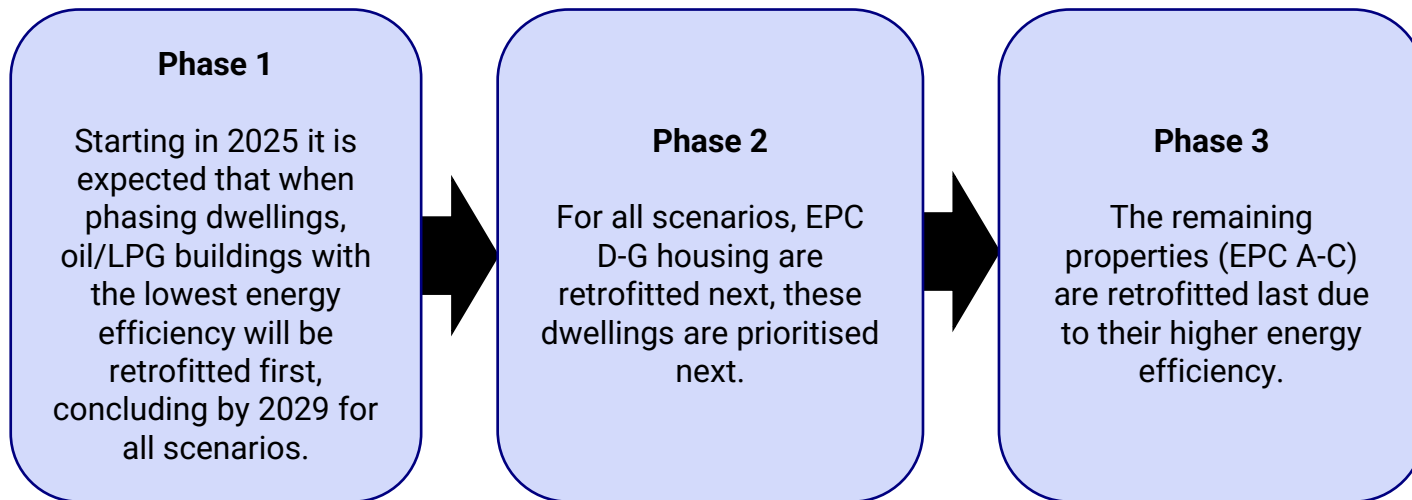 Phase 1
Starting in 2025 it is
expected that when
phasing dwellings,
oil/LPG buildings with
the lowest energy
efficiency will be
retrofitted first,
concluding by 2029 for
all scenarios.
Phase 2
For all scenarios, EPC
D-G housing are
retrofitted next, these
dwellings are prioritised
next.
Phase 3
The remaining
properties (EPC A-C)
are retrofitted last due
to their higher energy
efficiency.